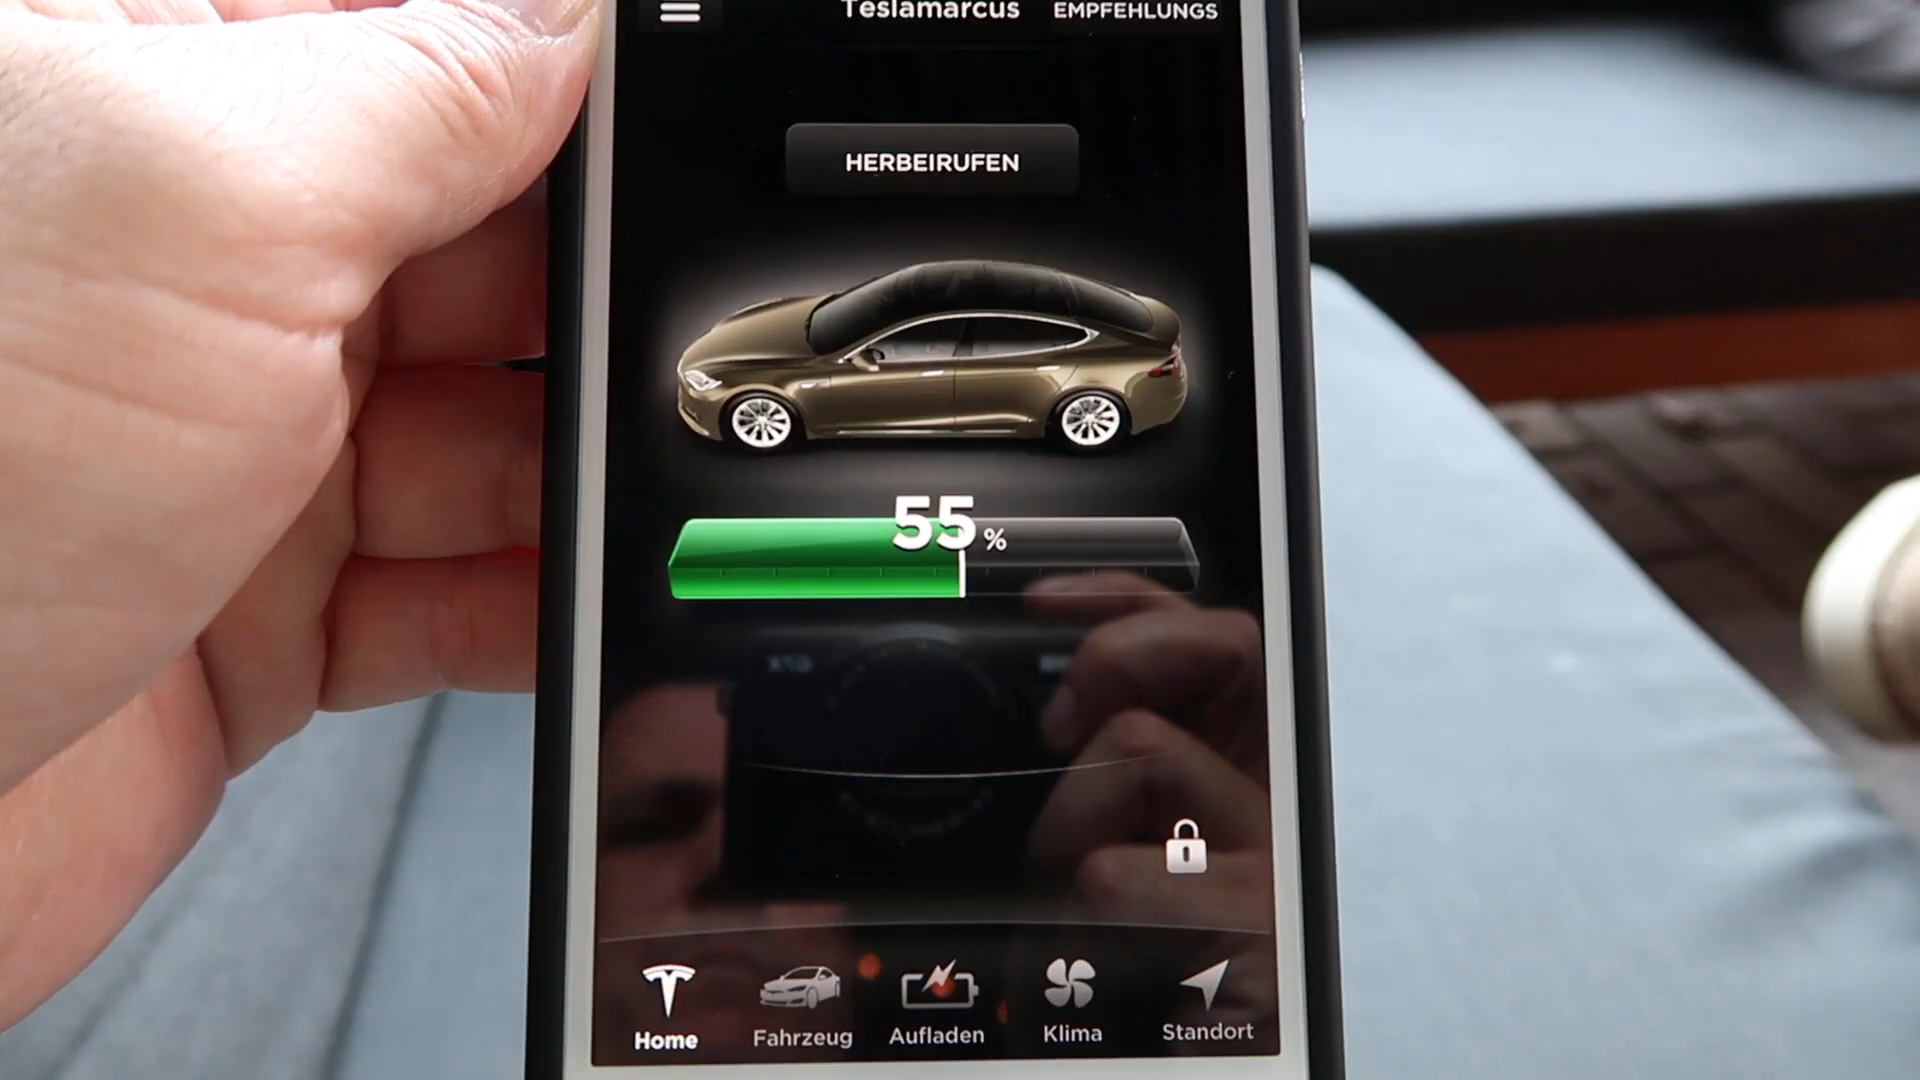 Teslamarcus
EMPFEHLUNGS
HERBEIRUFEN
55 %
Home
Fahrzeug
Aufladen
Klima
Standort